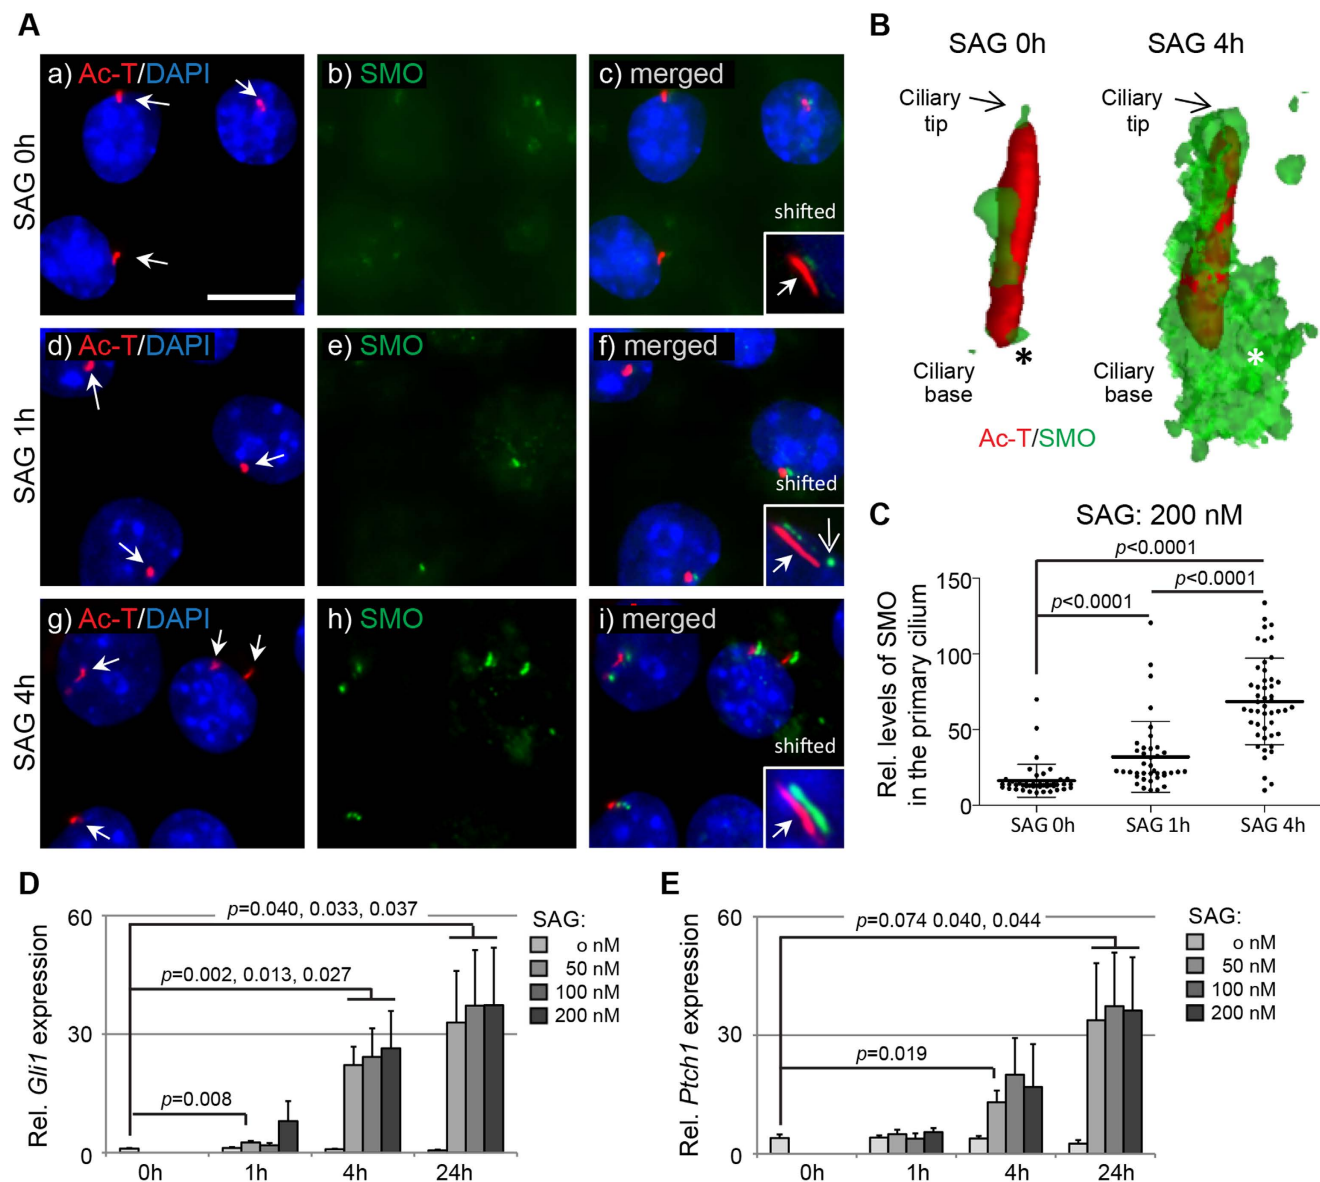 A
a) Ac-T/DAPI
b) SMO
c) merged
SAG 0h
shifted
d) Ac-T/DAPI
e) SMO
f) merged
SAG 1h
shifted
g) Ac-T/DAPI
h) SMO
i) merged
SAG 4h
shifted
B
SAG 0h
SAG 4h
Ciliary
tip
Ciliary
tip
Ciliary
base
*
Ciliary
base
*
Ac-T/SMO
C
SAG: 200 nM
p<0.0001
p<0.0001
p<0.0001
Rel. levels of SMO
in the primary cilium
150
100
50
0
SAG 0h
SAG 1h
SAG 4h
D
Rel. Gli1 expression
60
30
0
p=0.040, 0.033, 0.037
p=0.002, 0.013, 0.027
p=0.008
0h
1h
4h
24h
SAG:
o nM
50 nM
100 nM
200 nM
E
Rel. Ptch1 expression
60
30
0
p=0.074 0.040, 0.044
p=0.019
0h
1h
4h
24h
SAG:
o nM
50 nM
100 nM
200 nM